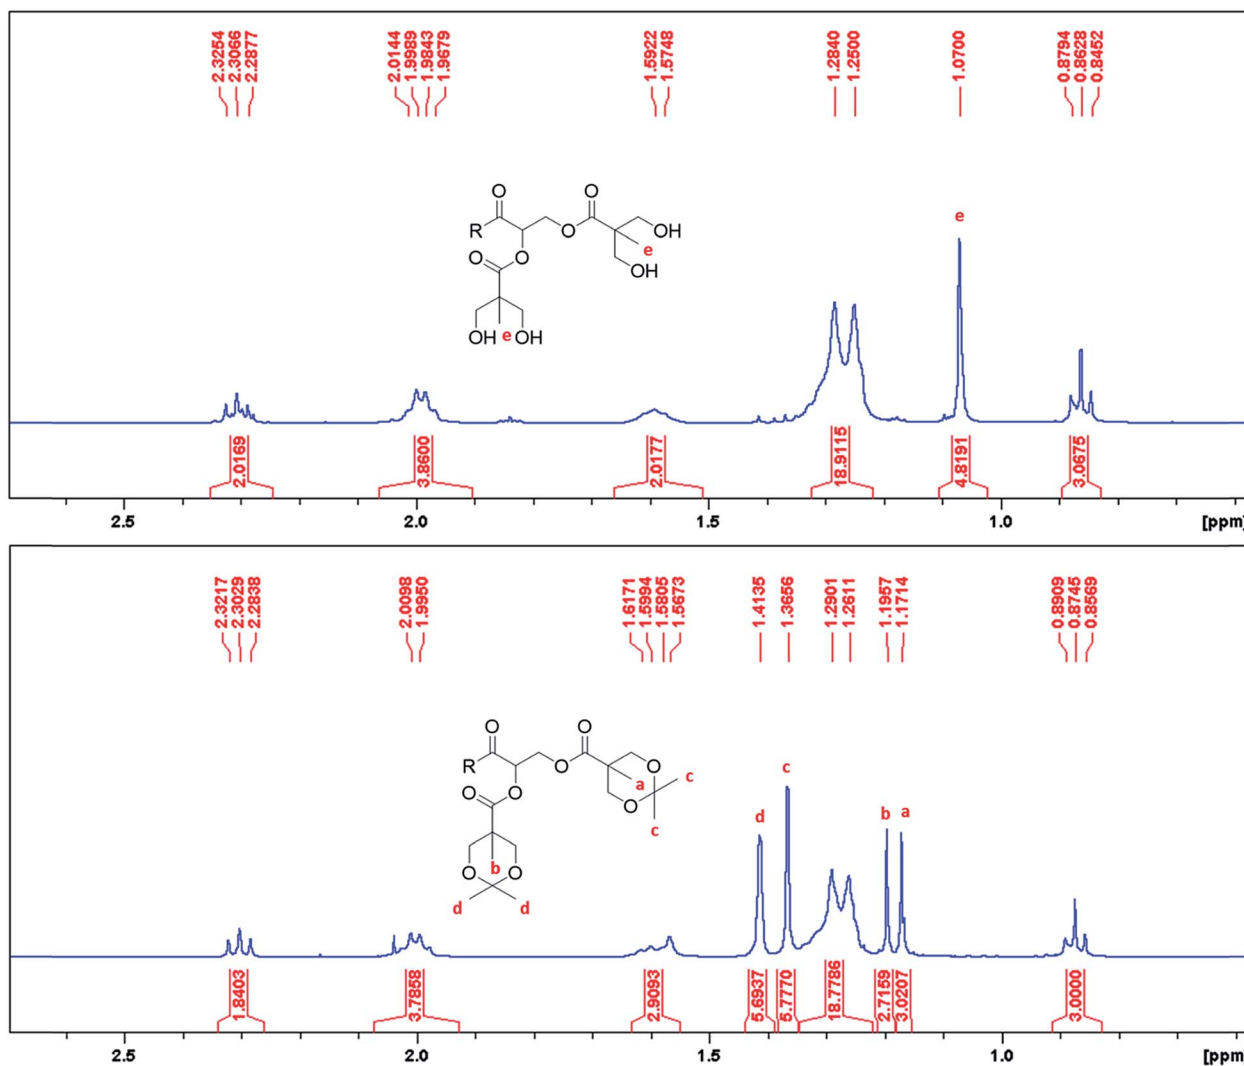 2.3254
2.3066
2.2877
2.0144
1.9989
1.9843
1.9679
1.5922
1.5748
1.2840
1.2500
1.0700
0.8794
0.8628
0.8452
O
O
R
O
OH
e
O
O
OH
OH e OH
e
2.0169
3.8600
2.0177
18.9115
4.8191
3.0675
2.5 2.0 1.5 1.0 [ppm]
2.3217
2.3029
2.2838
2.0098
1.9950
1.6171
1.5994
1.5805
1.5673
1.4135
1.3656
1.2901
1.2611
1.1957
1.1714
0.8909
0.8745
0.8569
O
O
R
O
O
a
c
O
c
O
O
b
O O
d d
d
c
b
a
1.8403
3.7858
2.9093
5.6937
5.7770
18.7786
2.7159
3.0207
3.0000
2.5 2.0 1.5 1.0 [ppm]